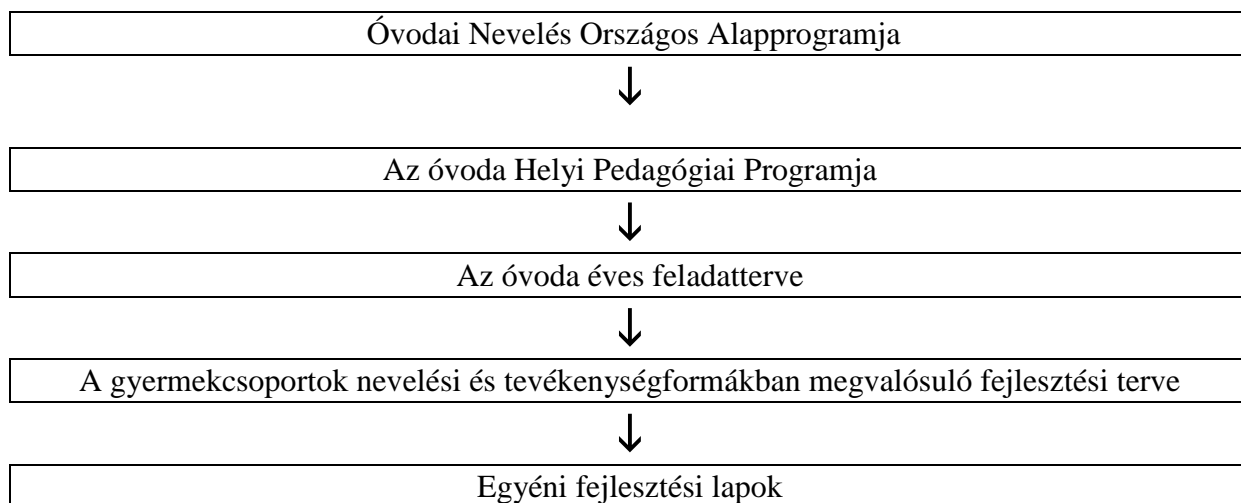 Óvodai Nevelés Országos Alapprogramja
Az óvoda Helyi Pedagógiai Programja
Az óvoda éves feladatterve
A gyermekcsoportok nevelési és tevékenységformákban megvalósuló fejlesztési terve
Egyéni fejlesztési lapok